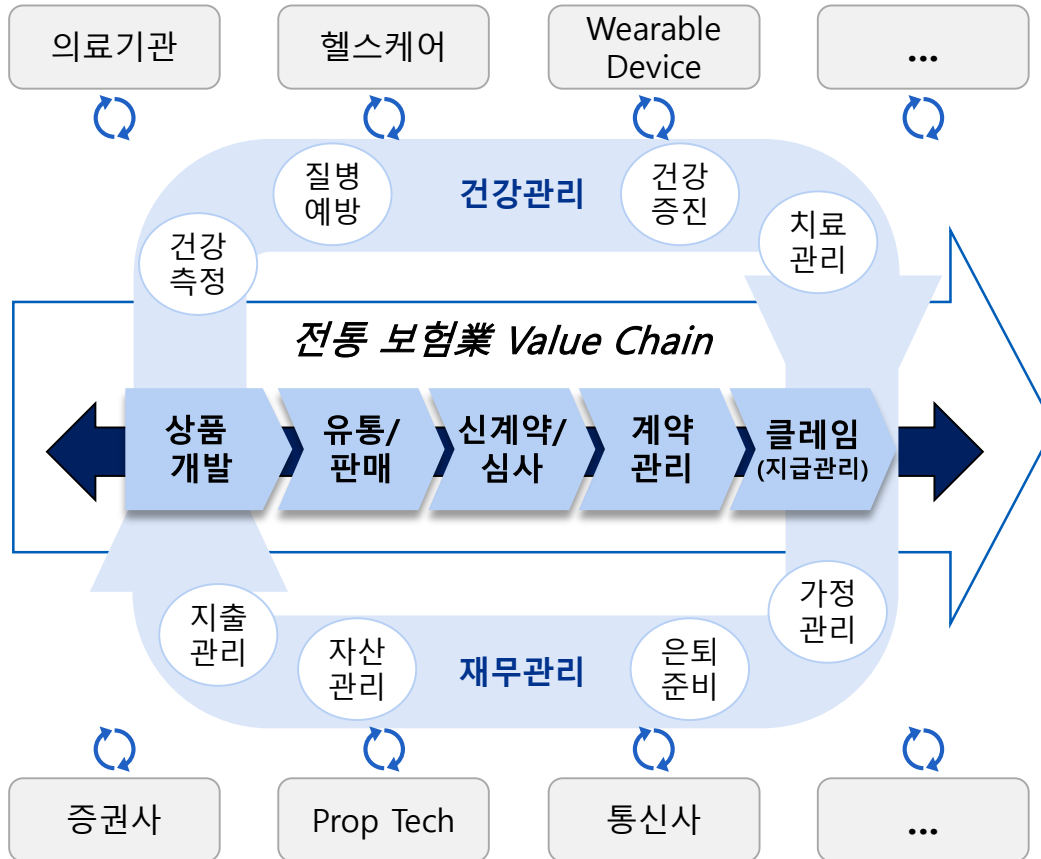 의료기관
헬스케어
Wearable
Device
...
질병
예방
건강관리
건강
증진
치료
관리
건강
측정
전통 보험業 Value Chain
상품
개발
유통/
판매
신계약/
심사
계약
관리
클레임
(지급관리)
지출
관리
자산
관리
재무관리
은퇴
준비
가정
관리
증권사
Prop Tech
통신사
...